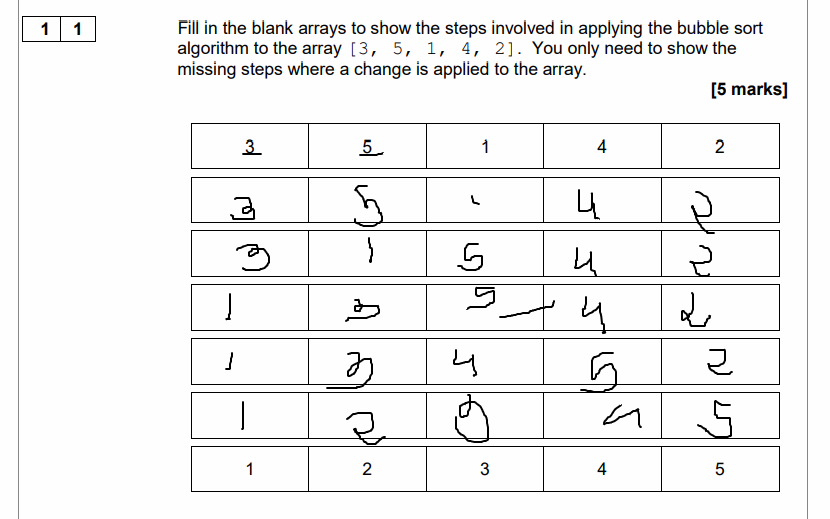 1 1
Fill in the blank arrays to show the steps involved in applying the bubble sort
algorithm to the array [3, 5, 1, 4, 2]. You only need to show the
missing steps where a change is applied to the array.
[5 marks]
3 5 1 4 2
3 5 4 2
3 1 5 4 2
1 3 5 4 2
1 3 4 5 2
1 2 3 4 5
1 2 3 4 5